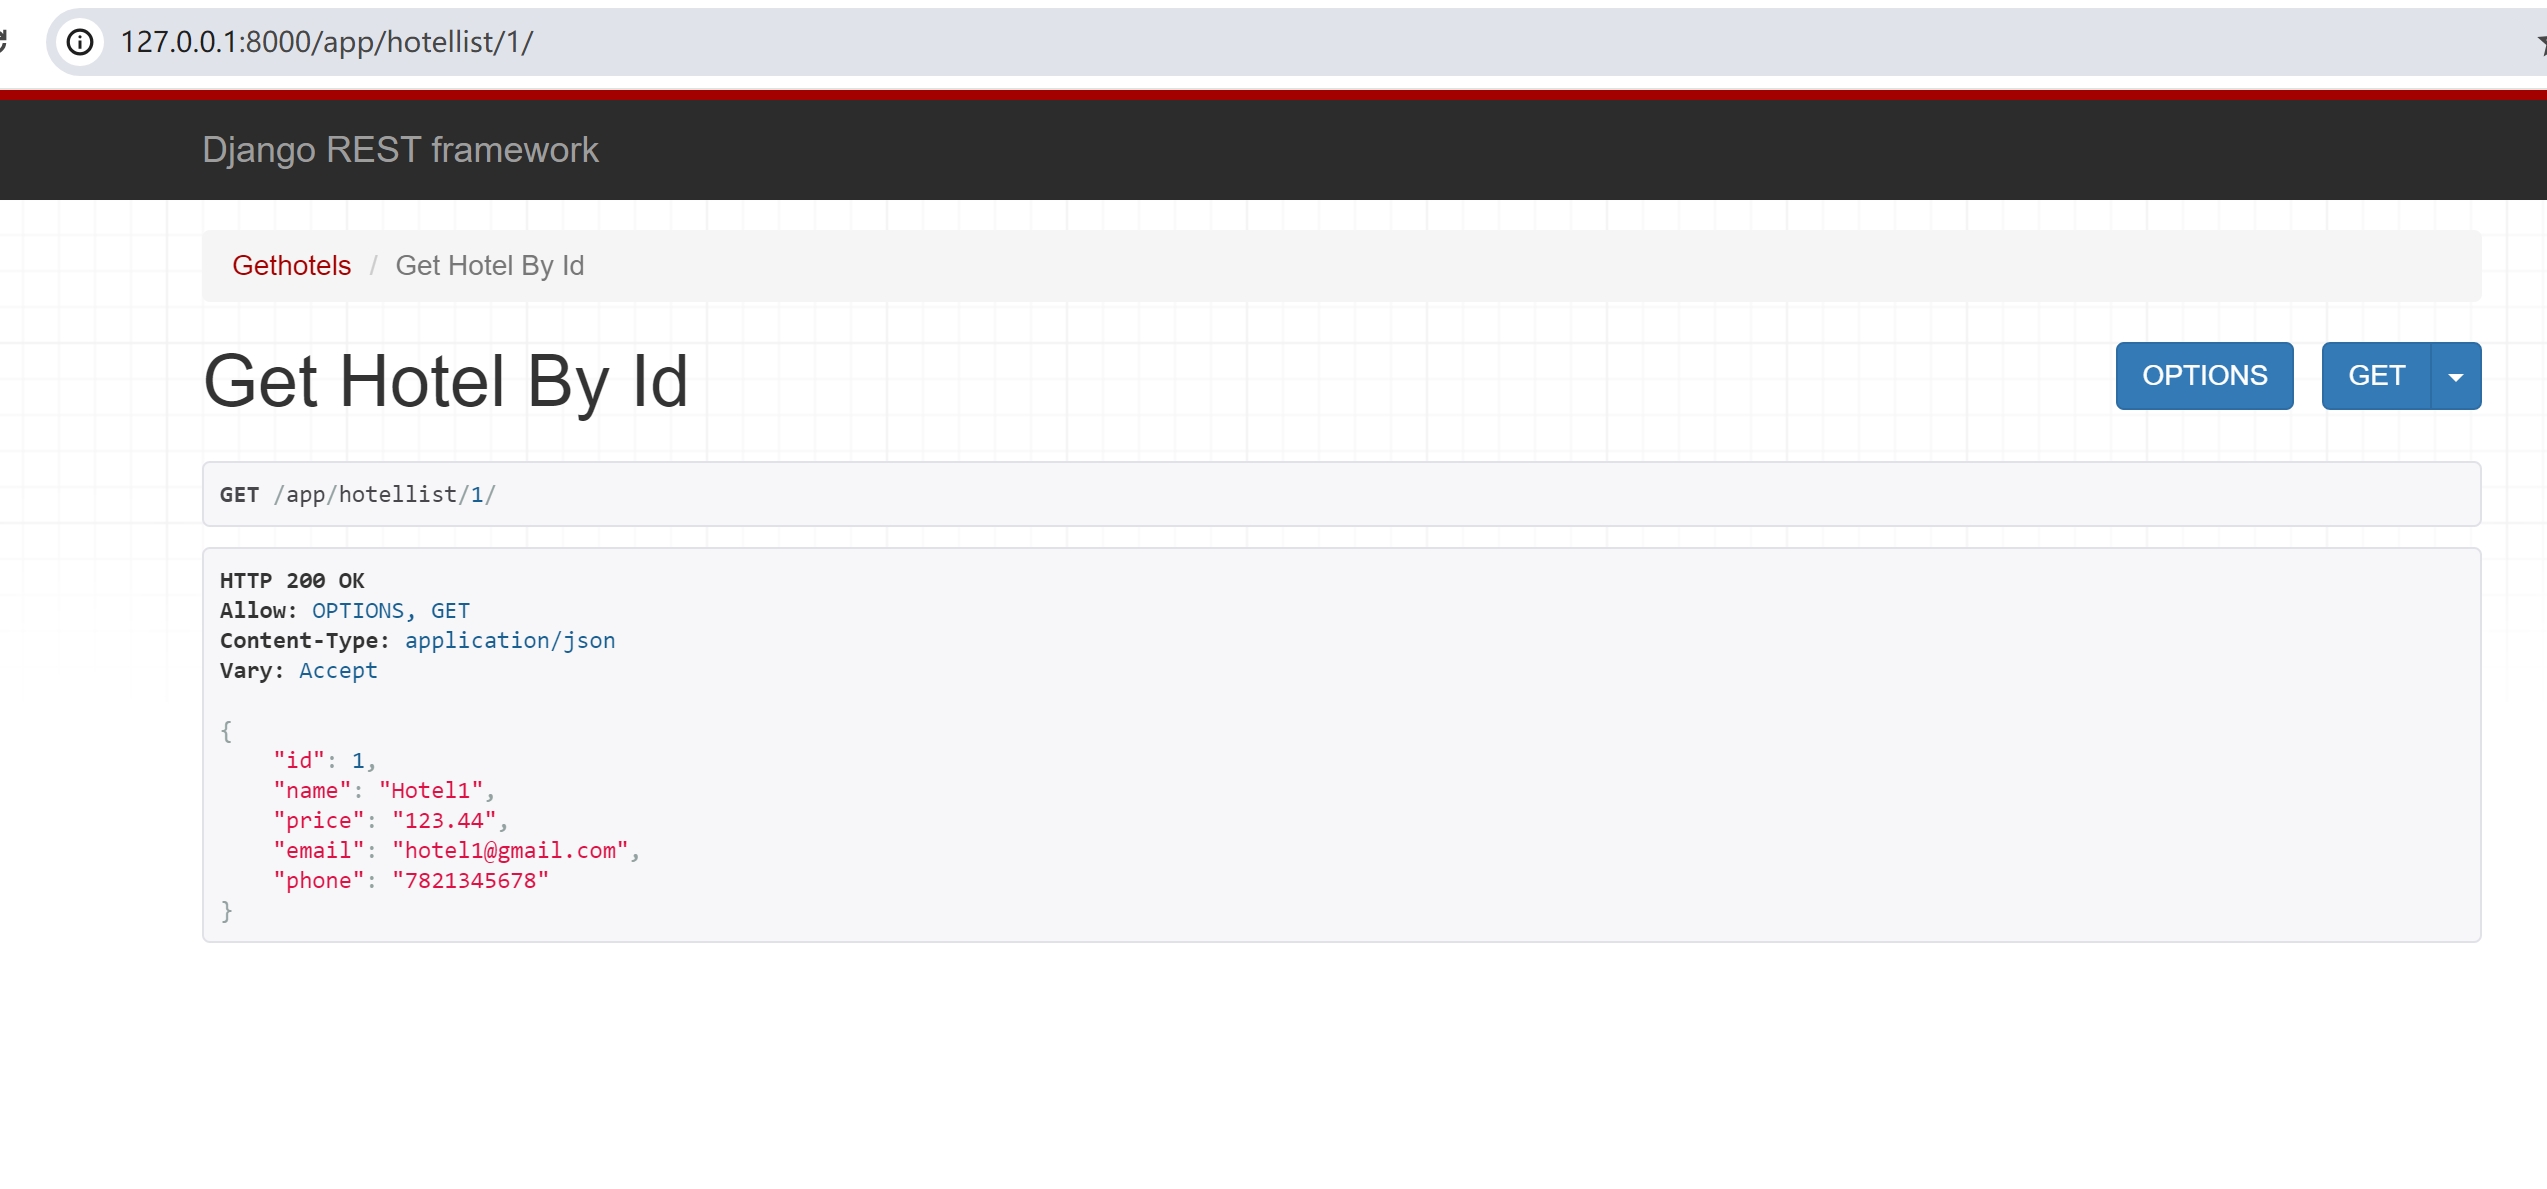 127.0.0.1:8000/app/hotellist/1/
Django REST framework
Gethotels / Get Hotel By Id
Get Hotel By Id
OPTIONS GET
GET /app/hotellist/1/
HTTP 200 OK
Allow: OPTIONS, GET
Content-Type: application/json
Vary: Accept
{
    "id": 1,
    "name": "Hotel1",
    "price": "123.44",
    "email": "hotel1@gmail.com",
    "phone": "7821345678"
}